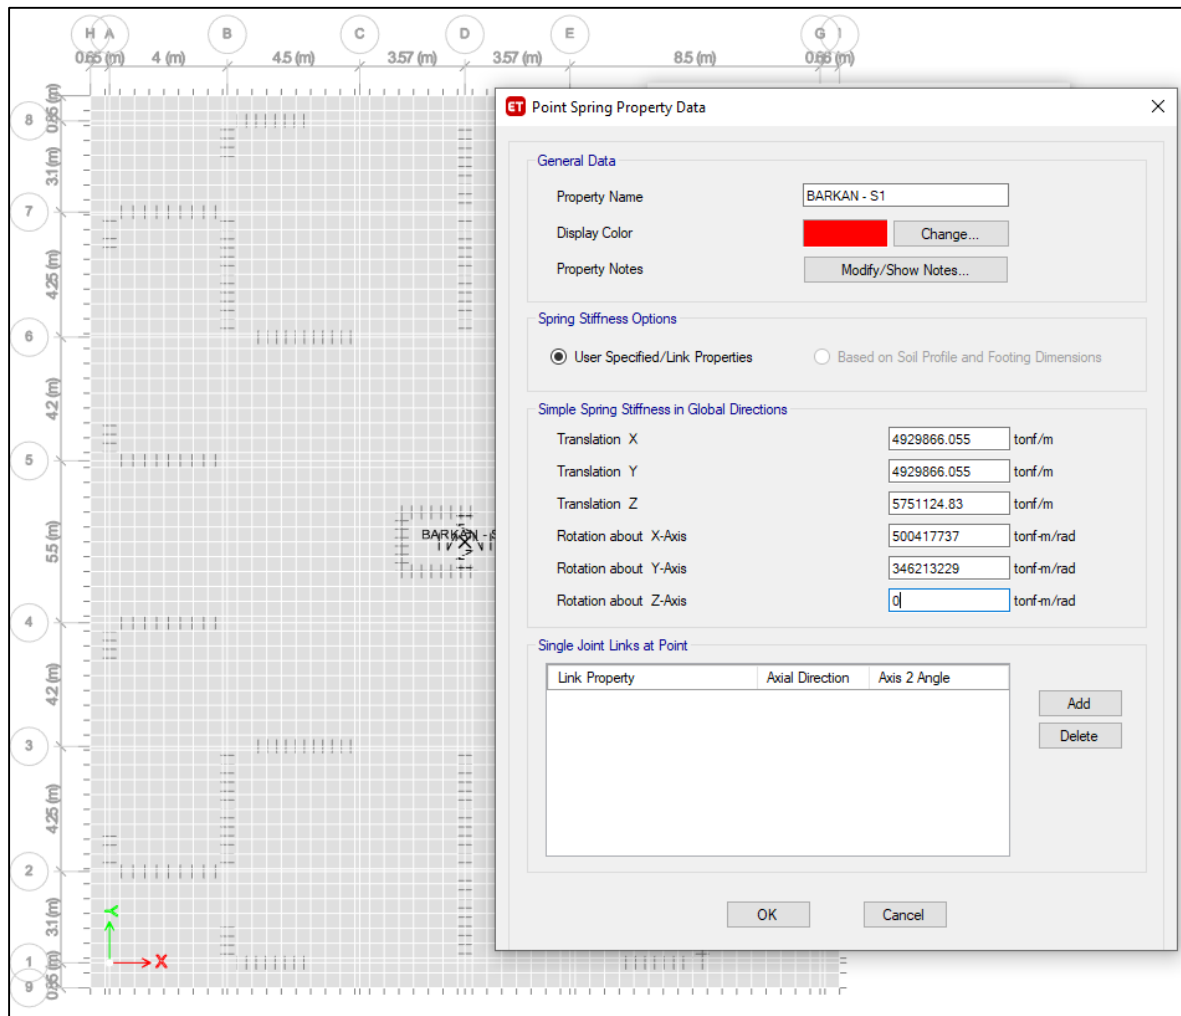 H A B C D E G I
0.65 (m) 4 (m) 4.5 (m) 3.57 (m) 3.57 (m) 8.5 (m) 0.66 (m)
8
0.85 (m)
3.1 (m)
7
4.25 (m)
6
4.2 (m)
5
5.5 (m)
4
4.2 (m)
3
4.25 (m)
2
3.1 (m)
1
0.85 (m)
9
Y
X
BARKAN - S
ET Point Spring Property Data
General Data
Property Name BARKAN - S1
Display Color Change...
Property Notes Modify/Show Notes...
Spring Stiffness Options
User Specified/Link Properties Based on Soil Profile and Footing Dimensions
Simple Spring Stiffness in Global Directions
Translation X 4929866.055 tonf/m
Translation Y 4929866.055 tonf/m
Translation Z 5751124.83 tonf/m
Rotation about X-Axis 500417737 tonf-m/rad
Rotation about Y-Axis 346213229 tonf-m/rad
Rotation about Z-Axis 0 tonf-m/rad
Single Joint Links at Point
Link Property Axial Direction Axis 2 Angle
Add
Delete
OK Cancel